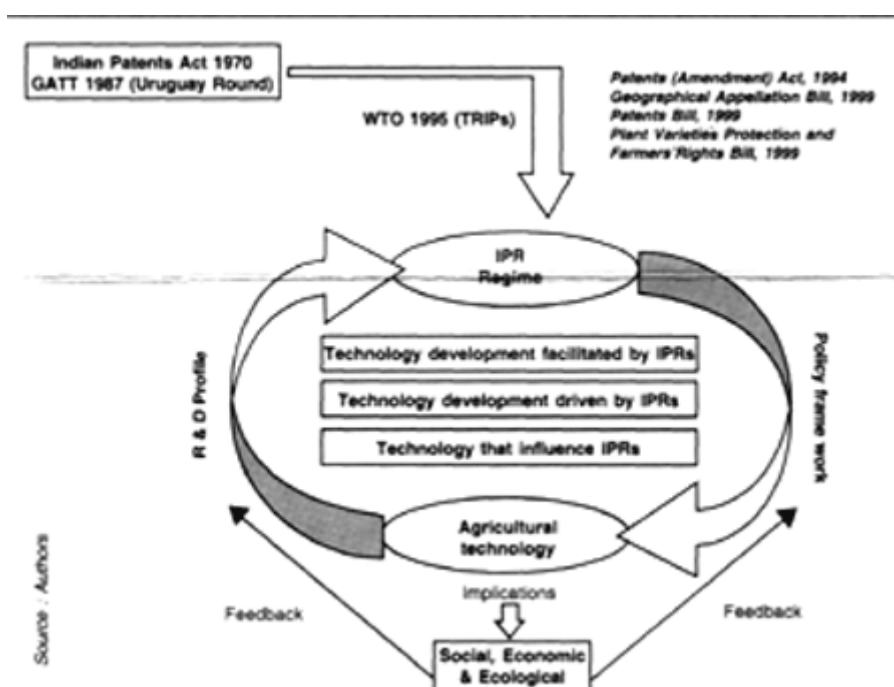 Indian Patents Act 1970
GATT 1987 (Uruguay Round)
WTO 1995 (TRIPs)
Patents (Amendment) Act, 1994
Geographical Appellation Bill, 1999
Patents Bill, 1999
Plant Varieties Protection and
Farmers'Rights Bill, 1999
IPR
Regime
Technology development facilitated by IPRs
Technology development driven by IPRs
Technology that influence IPRs
R & D Profile
Policy frame work
Agricultural
technology
Implications
Feedback
Feedback
Social, Economic
& Ecological
Source : Authors